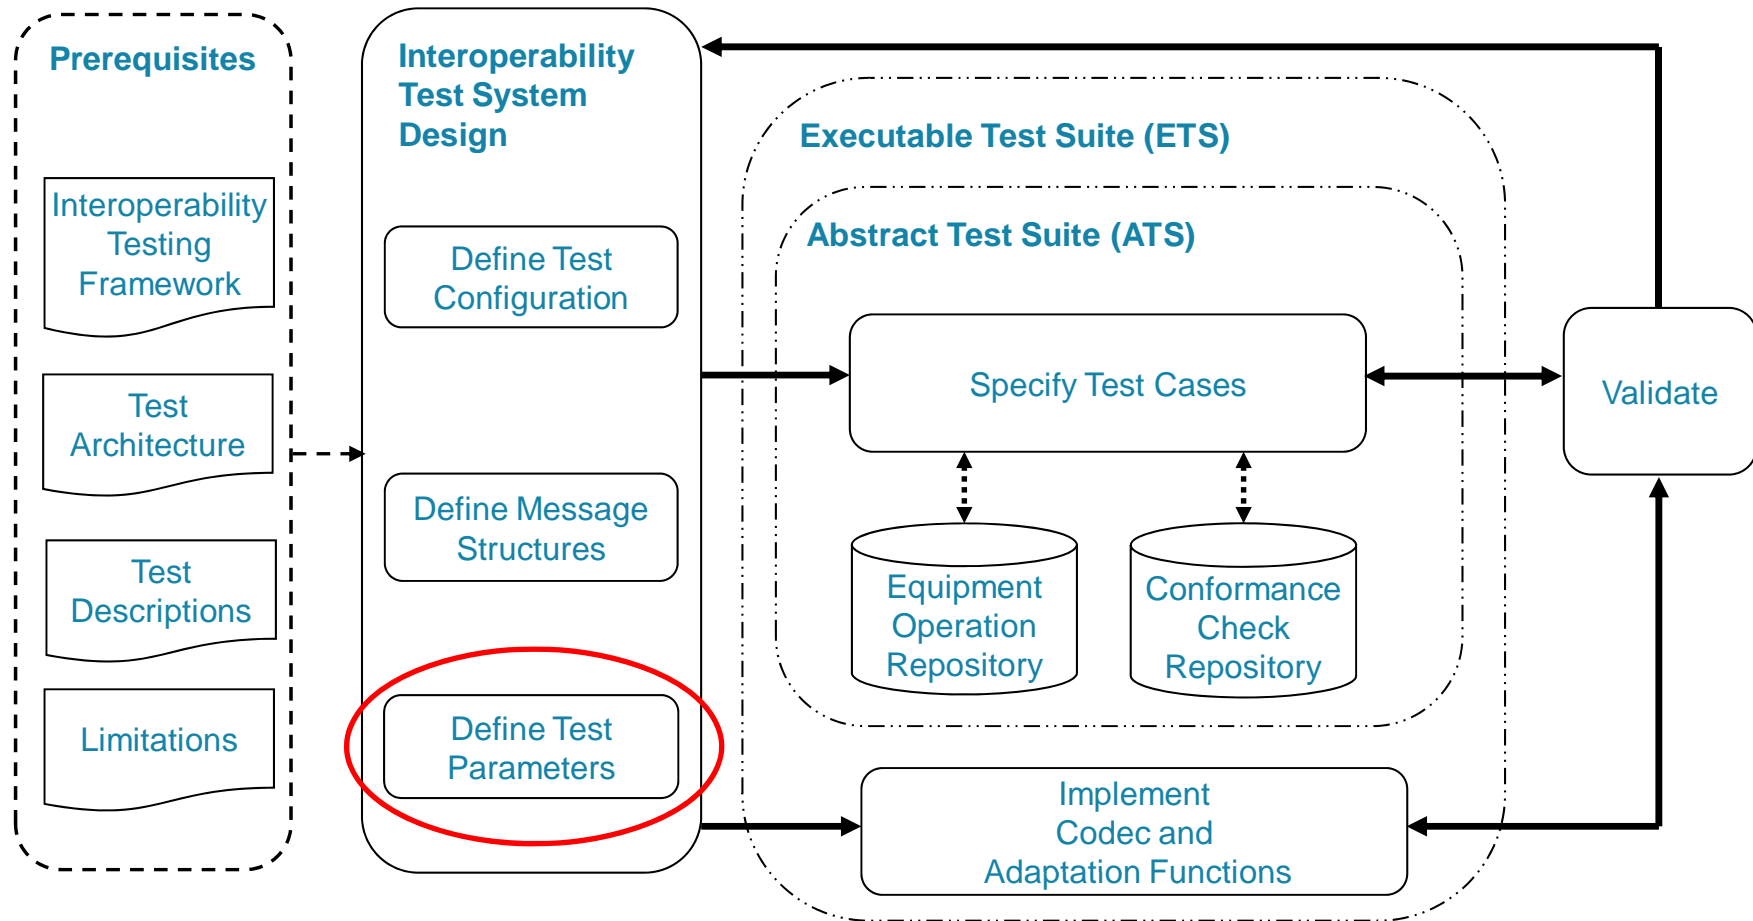 Prerequisites
Interoperability
Testing
Framework
Test
Architecture
Test
Descriptions
Limitations
Interoperability
Test System
Design
Define Test
Configuration
Define Message
Structures
Define Test
Parameters
Executable Test Suite (ETS)
Abstract Test Suite (ATS)
Specify Test Cases
Equipment
Operation
Repository
Conformance
Check
Repository
Implement
Codec and
Adaptation Functions
Validate